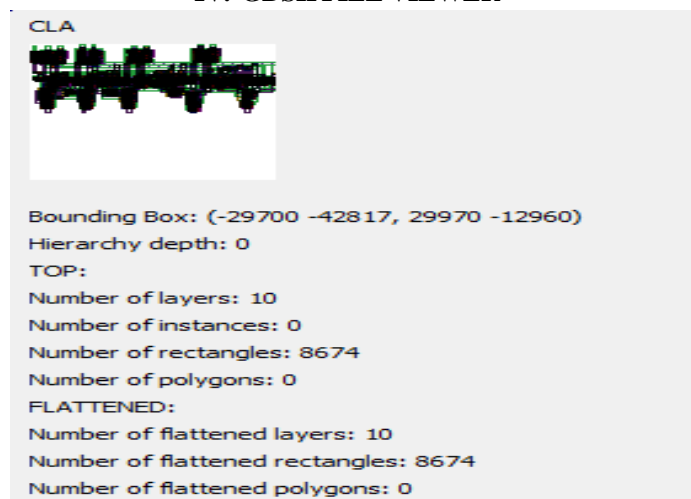 CLA
Bounding Box: (-29700 -42817, 29970 -12960)
Hierarchy depth: 0
TOP:
Number of layers: 10
Number of instances: 0
Number of rectangles: 8674
Number of polygons: 0
FLATTENED:
Number of flattened layers: 10
Number of flattened rectangles: 8674
Number of flattened polygons: 0